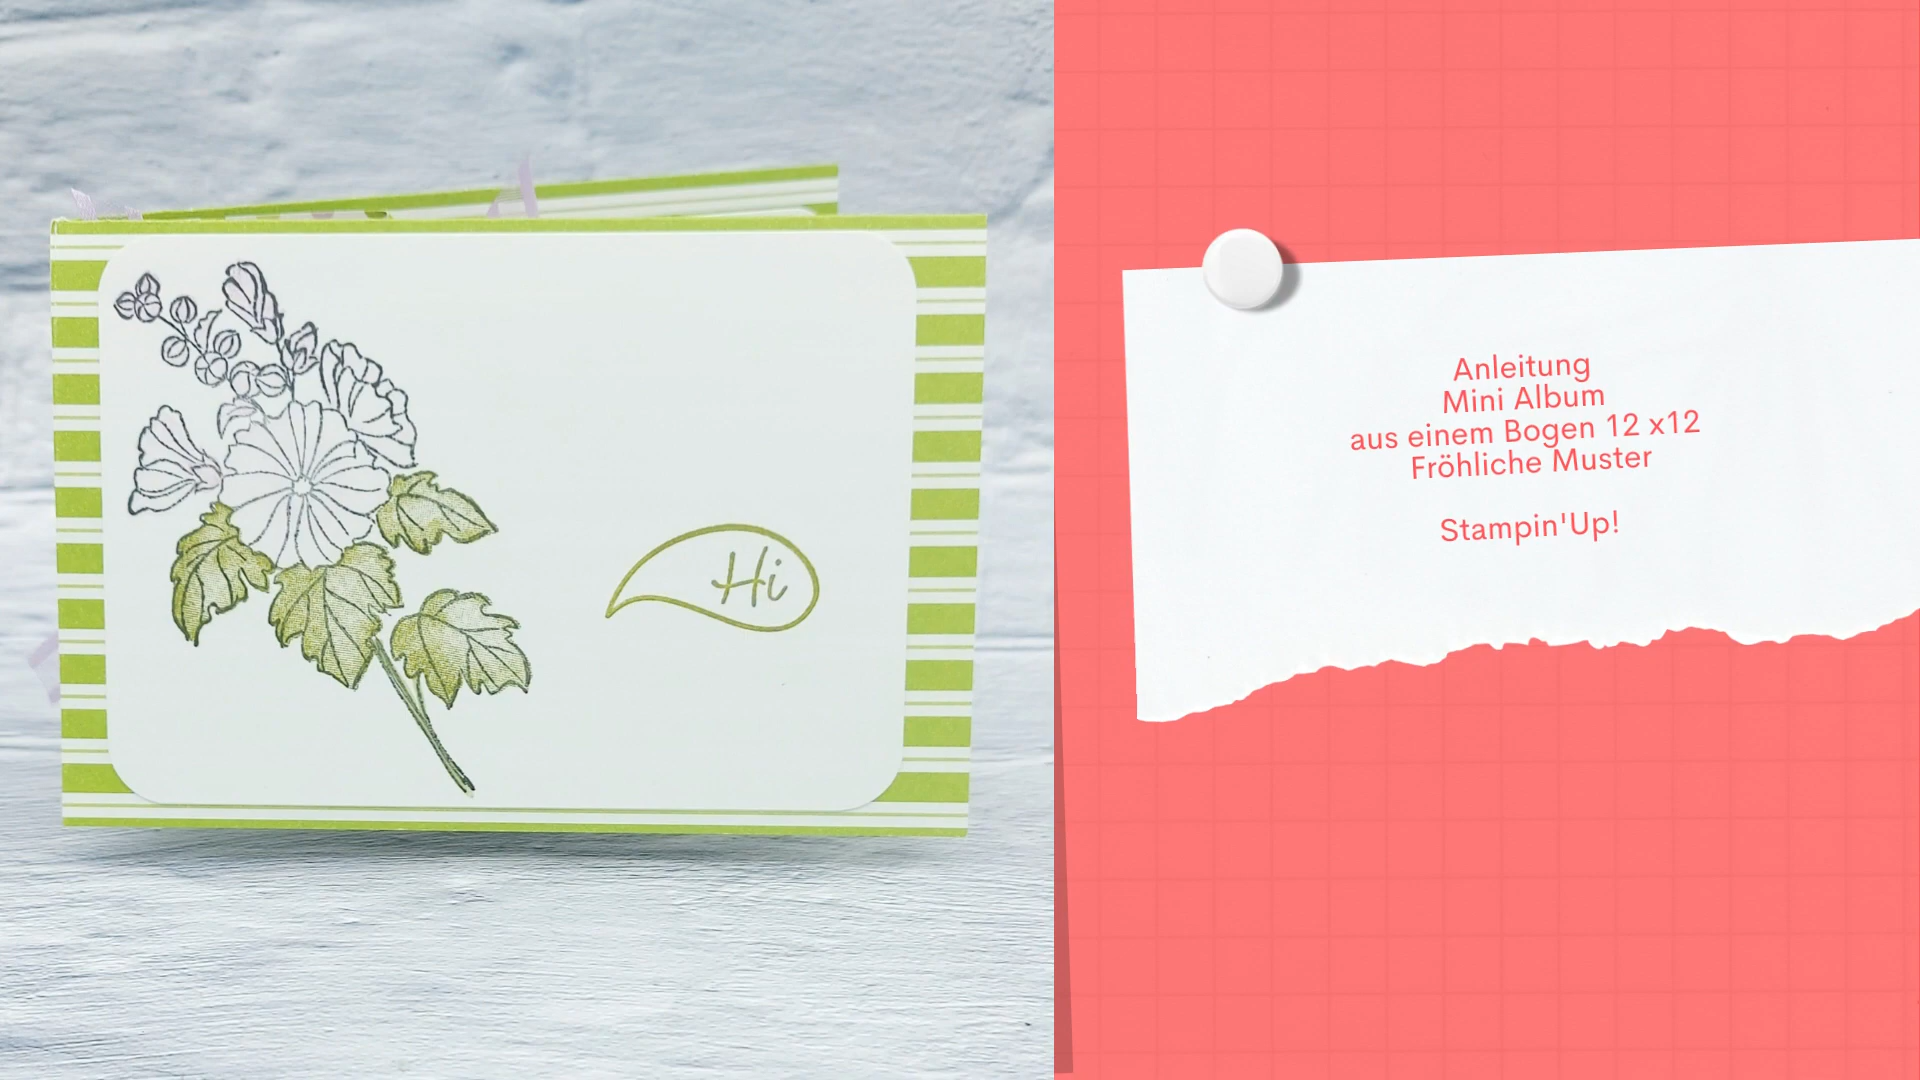 Hi
Anleitung
Mini Album
aus einem Bogen 12 x12
Fröhliche Muster
Stampin'Up!